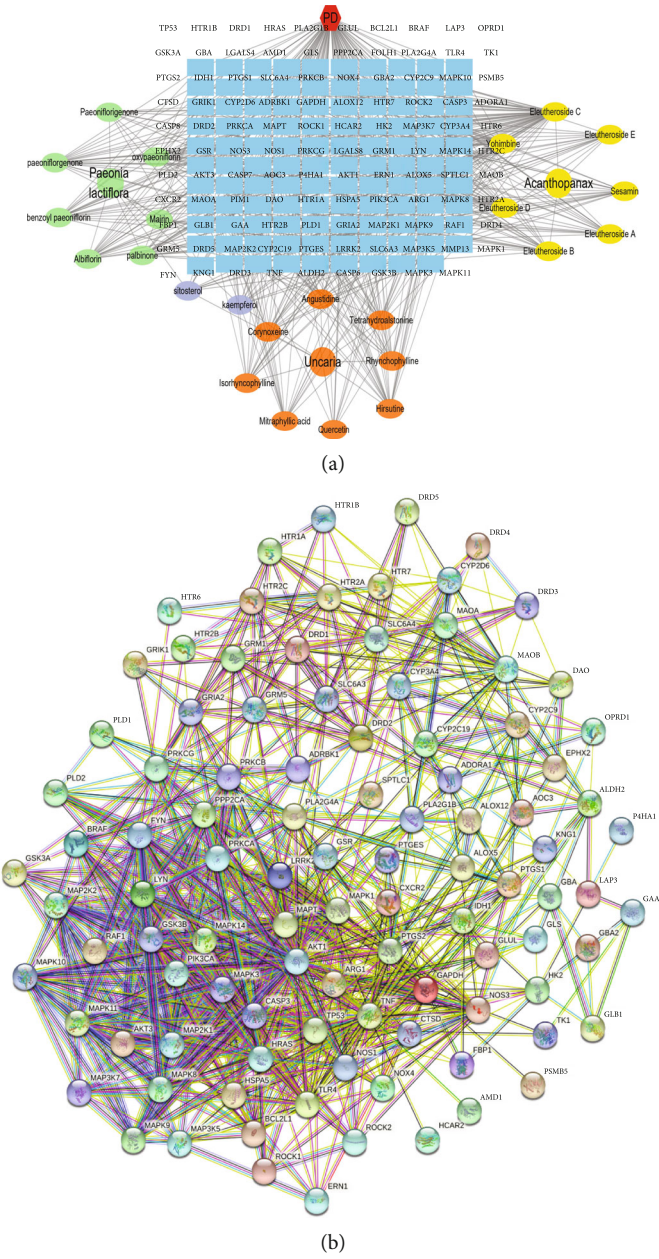 PD
TP53 HTR1B DRD1 HRAS PLA2G1B GLUL BCL2L1 BRAF LAP3 OPRD1
GSK3A GBA LGALS4 AMD1 GLS PPP2CA FOLH1 PLA2G4A TLR4 TK1
PTGS2 IDH1 PTGS1 SLC6A4 PRKCB NOX4 GBA2 CYP2C9 MAPK10 PSMB5
CTSD GRIK1 CYP2D6 ADRBK1 GAPDH ALOX12 HTR7 ROCK2 CASP3 ADORA1
CASP8 DRD2 PRKCA MAPT ROCK1 HCAR2 HK2 MAP3K7 CYP3A4 HTR6
EPHX2 GSR NOS3 NOS1 PRKCG LGALS8 GRM1 LYN MAPK14 HTR2C
PLD2 AKT3 CASP7 AOC3 P4HA1 AKT1 ERN1 ALOX5 SPTLC1 MAOB
CXCR2 MAOA PIM1 DAO HTR1A HSPA5 PIK3CA ARG1 MAPK8 HTR2A
FBP1 GLB1 GAA HTR2B PLD1 GRIA2 MAP2K1 MAPK9 RAF1 DRD4
GRM5 DRD5 MAP2K2 CYP2C19 PTGES LRRK2 SLC6A3 MAP3K5 MMP13 MAPK1
FYN KNG1 DRD3 TNF ALDH2 CASP6 GSK3B MAPK3 MAPK11
Paeoniflorigenone
paeoniflorgenone
oxypaeoniflorin
Paeonia
lactiflora
benzoyl paeoniflorin
Mairin
Albiflorin
palbinone
sitosterol
kaempferol
Eleutheroside C
Eleutheroside E
Yohimbine
Acanthopanax
Sesamin
Eleutheroside D
Eleutheroside A
Eleutheroside B
Angustidine
Tetrahydroalstonine
Corynoxeine
Uncaria
Rhynchophylline
Isorhyncophylline
Hirsutine
Mitraphyllic acid
Quercetin
(a)
HTR1B
DRD5
DRD4
HTR1A
CYP2D6
HTR7
HTR2A
HTR2C
DRD3
HTR6
MAOA
SLC6A4
HTR2B
DRD1
GRM1
GRIK1
MAOB
CYP3A4
DAO
SLC6A3
GRIA2
GRM5
CYP2C9
OPRD1
DRD2
CYP2C19
PLD1
EPHX2
PRKCG
PRKCB
ADRBK1
ADORA1
PLD2
SPTLC1
ALDH2
PPP2CA
AOC3
PLA2G4A
PLA2G1B
ALOX12
P4HA1
FYN
BRAF
KNG1
PRKCA
GSR
PTGES
ALOX5
GSK3A
LYN
LRRK2
PTGS1
GBA
LAP3
MAP2K2
CXCR2
MAPK1
IDH1
GAA
MAPT
GSK3B
MAPK14
GLS
RAF1
PTGS2
GLUL
AKT1
GBA2
PIK3CA
MAPK10
MAPK3
ARG1
GAPDH
HK2
NOS3
MAPK11
CASP3
TNF
TP53
CTSD
GLB1
AKT3
MAP2K1
TK1
HRAS
NOS1
FBP1
MAP3K7
MAPK8
HSPA5
NOX4
PSMB5
TLR4
AMD1
BCL2L1
MAPK9
MAP3K5
ROCK2
HCAR2
ROCK1
ERN1
(b)